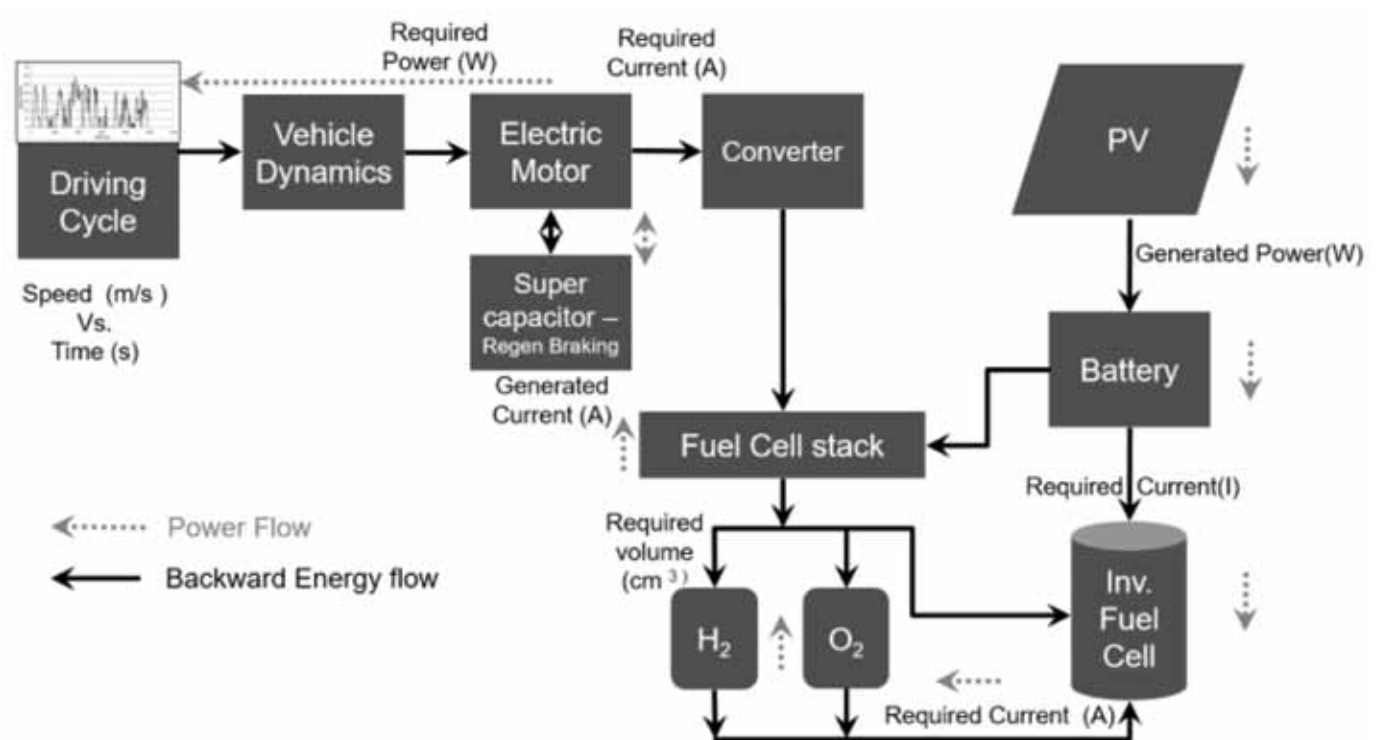 Required
Power (W)
Required
Current (A)
Driving
Cycle
Vehicle
Dynamics
Electric
Motor
Converter
PV
Speed (m/s )
Vs.
Time (s)
Super
capacitor –
Regen Braking
Generated
Current (A)
Generated Power(W)
Battery
Fuel Cell stack
Required Current(I)
Power Flow
Backward Energy flow
Required
volume
(cm ³ )
H₂
O₂
Inv.
Fuel
Cell
Required Current (A)